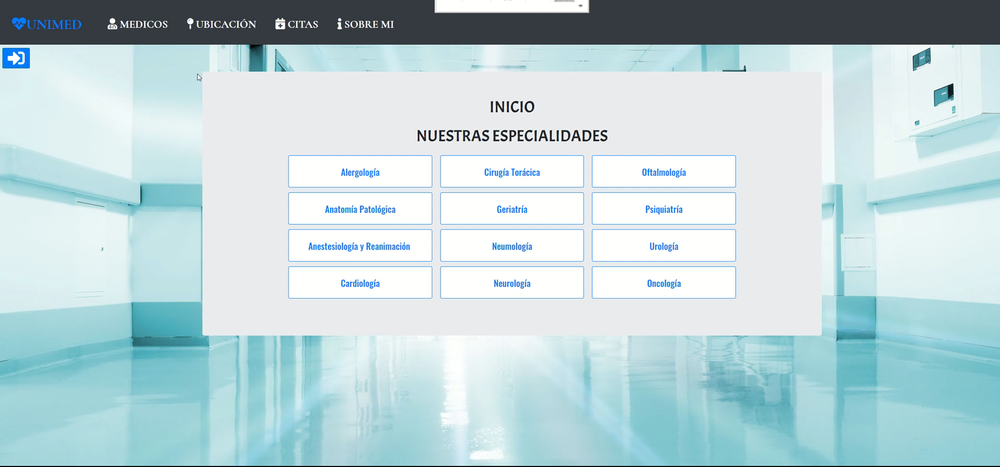 UNIMED MEDICOS UBICACIÓN CITAS SOBRE MI
INICIO
NUESTRAS ESPECIALIDADES
Alergología Cirugía Torácica Oftalmología
Anatomía Patológica Geriatría Psiquiatría
Anestesiología y Reanimación Neumología Urología
Cardiología Neurología Oncología